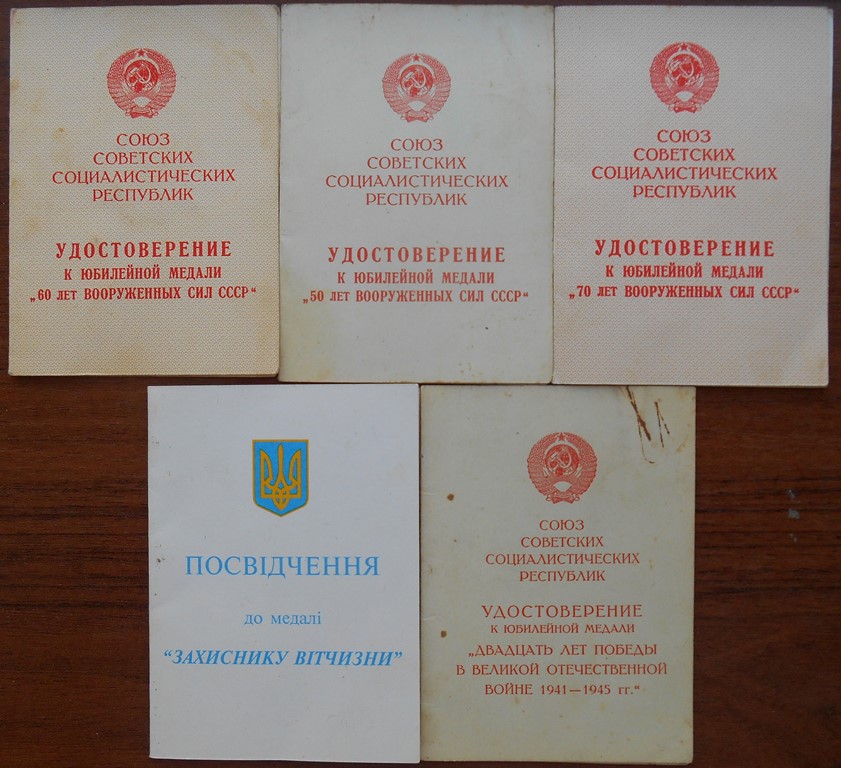 СОЮЗ
СОВЕТСКИХ
СОЦИАЛИСТИЧЕСКИХ
РЕСПУБЛИК
УДОСТОВЕРЕНИЕ
К ЮБИЛЕЙНОЙ МЕДАЛИ
„60 ЛЕТ ВООРУЖЕННЫХ СИЛ СССР“
СОЮЗ
СОВЕТСКИХ
СОЦИАЛИСТИЧЕСКИХ
РЕСПУБЛИК
УДОСТОВЕРЕНИЕ
К ЮБИЛЕЙНОЙ МЕДАЛИ
„50 ЛЕТ ВООРУЖЕННЫХ СИЛ СССР“
СОЮЗ
СОВЕТСКИХ
СОЦИАЛИСТИЧЕСКИХ
РЕСПУБЛИК
УДОСТОВЕРЕНИЕ
К ЮБИЛЕЙНОЙ МЕДАЛИ
„70 ЛЕТ ВООРУЖЕННЫХ СИЛ СССР“
ПОСВІДЧЕННЯ
до медалі
“ЗАХИСНИКУ ВІТЧИЗНИ”
СОЮЗ
СОВЕТСКИХ
СОЦИАЛИСТИЧЕСКИХ
РЕСПУБЛИК
УДОСТОВЕРЕНИЕ
К ЮБИЛЕЙНОЙ МЕДАЛИ
„ДВАДЦАТЬ ЛЕТ ПОБЕДЫ
В ВЕЛИКОЙ ОТЕЧЕСТВЕННОЙ
ВОЙНЕ 1941—1945 гг.“